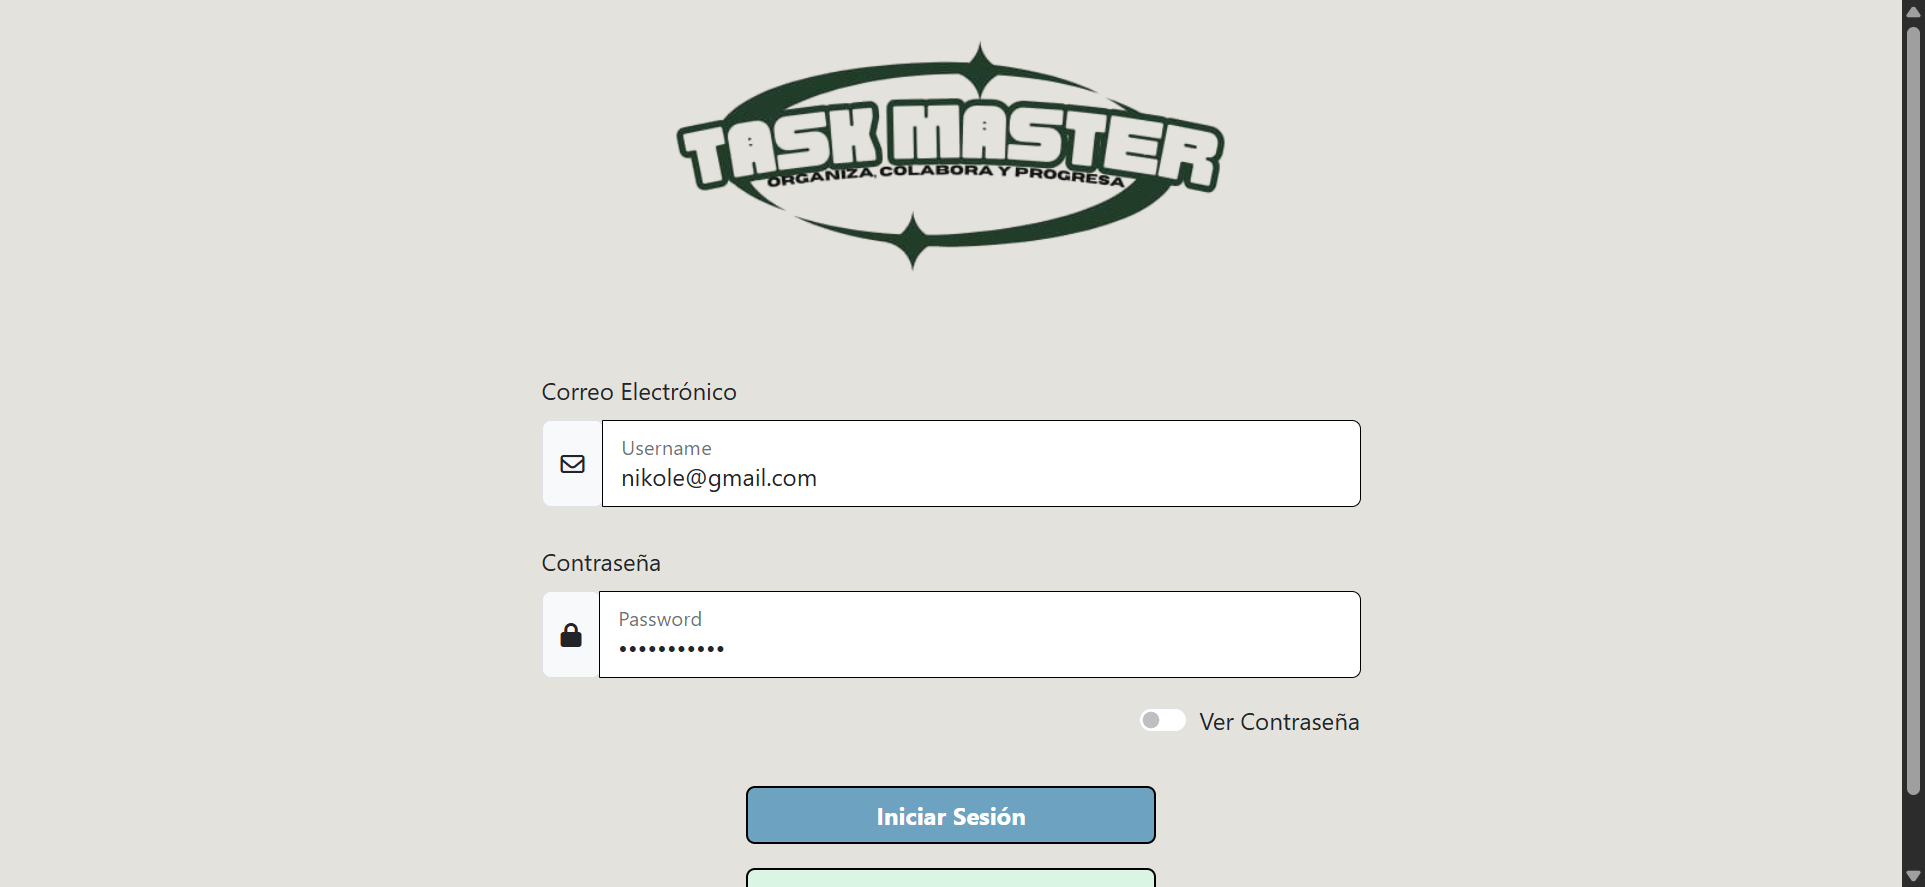 TASK MASTER
ORGANIZA, COLABORA Y PROGRESA
Correo Electrónico
Username
nikole@gmail.com
Contraseña
Password
•••••••••••
Ver Contraseña
Iniciar Sesión